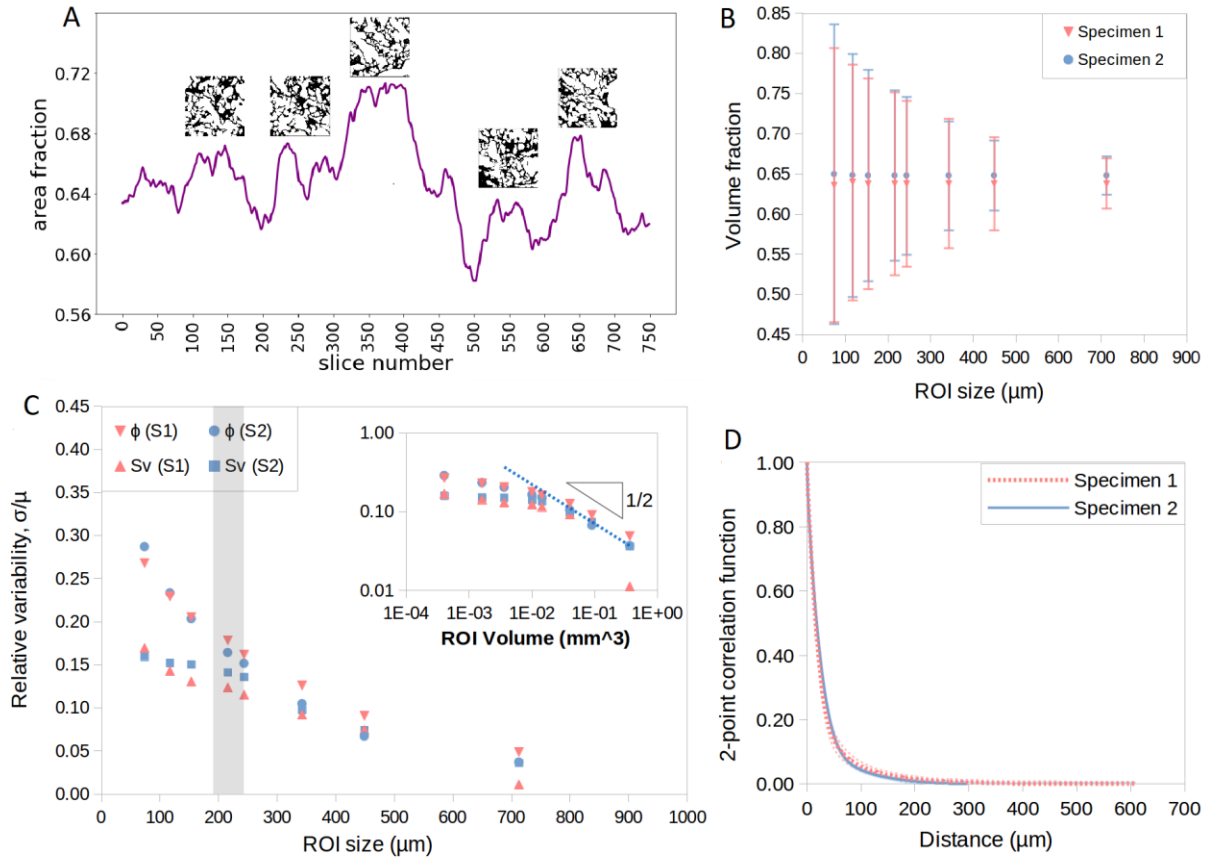 A
area fraction
0.72
0.68
0.64
0.60
0.56
0 50 100 150 200 250 300 350 400 450 500 550 600 650 700 750
slice number
B
Volume fraction
0.85
0.80
0.75
0.70
0.65
0.60
0.55
0.50
0.45
Specimen 1
Specimen 2
0 100 200 300 400 500 600 700 800 900
ROI size (µm)
C
Relative variability, σ/µ
0.45
0.40
0.35
0.30
0.25
0.20
0.15
0.10
0.05
0.00
ϕ (S1) ϕ (S2)
Sv (S1) Sv (S2)
1.00
0.10
0.01
1/2
1E-04 1E-03 1E-02 1E-01 1E+00
ROI Volume (mm^3)
0 100 200 300 400 500 600 700 800 900 1000
ROI size (µm)
D
2-point correlation function
1.00
0.80
0.60
0.40
0.20
0.00
Specimen 1
Specimen 2
0 100 200 300 400 500 600 700
Distance (µm)